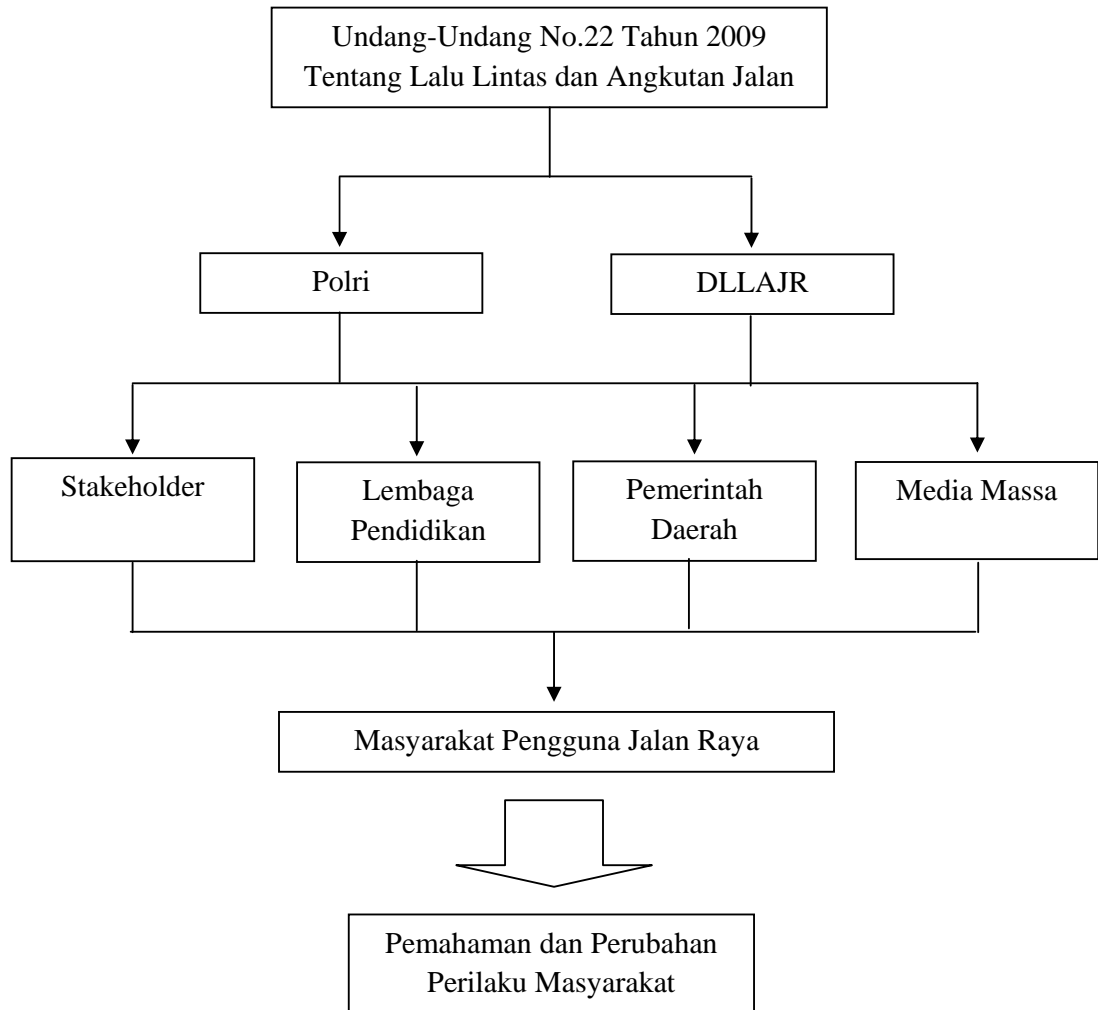 Undang-Undang No.22 Tahun 2009
Tentang Lalu Lintas dan Angkutan Jalan
Polri
DLLAJR
Stakeholder
Lembaga
Pendidikan
Pemerintah
Daerah
Media Massa
Masyarakat Pengguna Jalan Raya
Pemahaman dan Perubahan
Perilaku Masyarakat